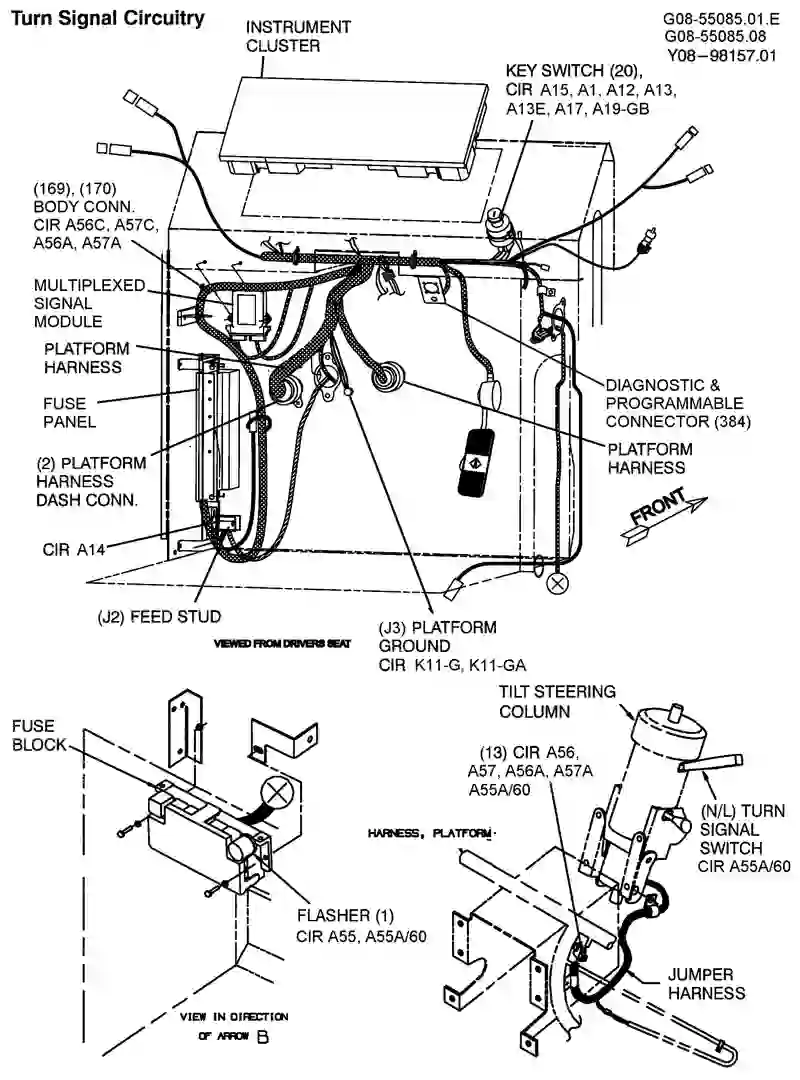 Turn Signal Circuitry
G08-55085.01.E
G08-55085.08
Y08-98157.01
INSTRUMENT
CLUSTER
KEY SWITCH (20),
CIR A15, A1, A12, A13,
A13E, A17, A19-GB
(169), (170)
BODY CONN.
CIR A56C, A57C,
A56A, A57A
MULTIPLEXED
SIGNAL
MODULE
PLATFORM
HARNESS
FUSE
PANEL
(2) PLATFORM
HARNESS
DASH CONN.
CIR A14
(J2) FEED STUD
DIAGNOSTIC &
PROGRAMMABLE
CONNECTOR (384)
PLATFORM
HARNESS
FRONT
VIEWED FROM DRIVERS SEAT
(J3) PLATFORM
GROUND
CIR K11-G, K11-GA
FUSE
BLOCK
FLASHER (1)
CIR A55, A55A/60
VIEW IN DIRECTION
OF ARROW B
TILT STEERING
COLUMN
(13) CIR A56,
A57, A56A, A57A
A55A/60
HARNESS, PLATFORM
(N/L) TURN
SIGNAL
SWITCH
CIR A55A/60
JUMPER
HARNESS